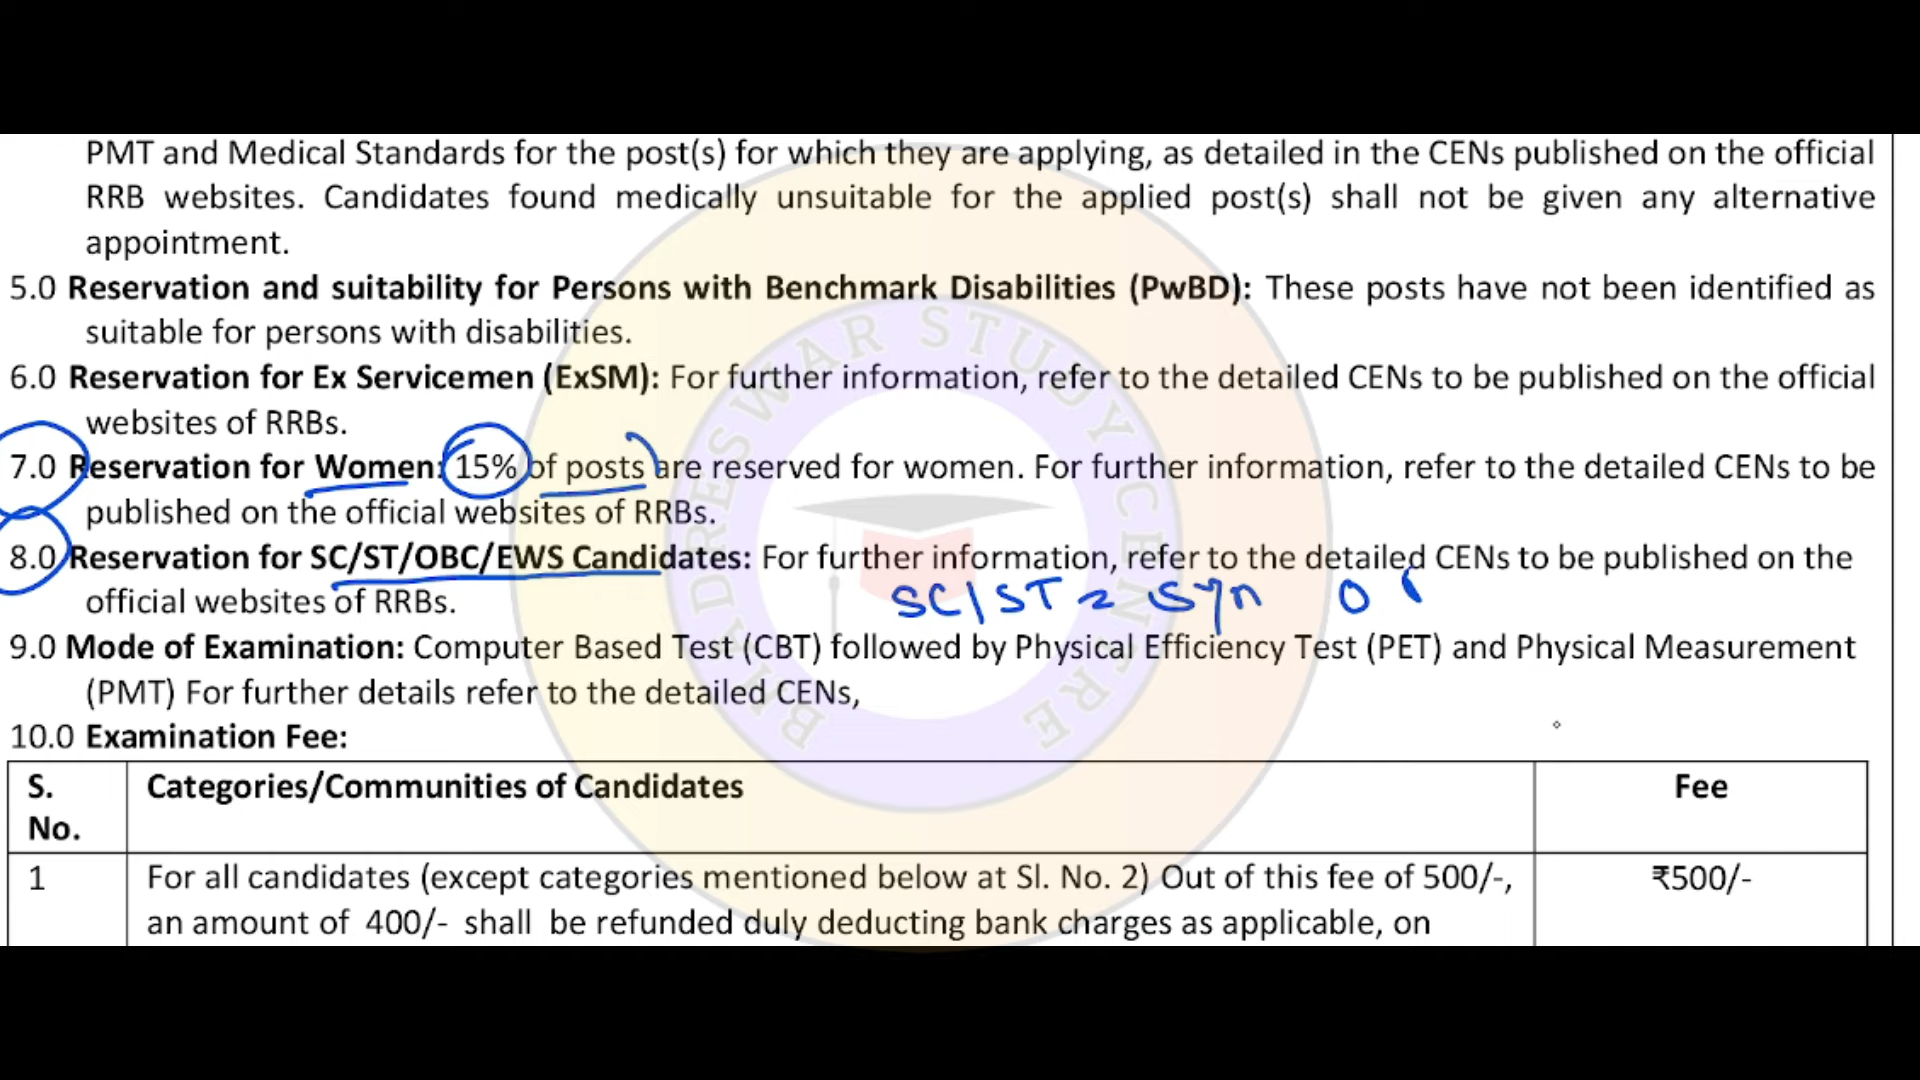 PMT and Medical Standards for the post(s) for which they are applying, as detailed in the CENs published on the official
RRB websites. Candidates found medically unsuitable for the applied post(s) shall not be given any alternative
appointment.
5.0 Reservation and suitability for Persons with Benchmark Disabilities (PwBD): These posts have not been identified as
suitable for persons with disabilities.
6.0 Reservation for Ex Servicemen (ExSM): For further information, refer to the detailed CENs to be published on the official
websites of RRBs.
7.0 Reservation for Women: 15% of posts are reserved for women. For further information, refer to the detailed CENs to be
published on the official websites of RRBs.
8.0 Reservation for SC/ST/OBC/EWS Candidates: For further information, refer to the detailed CENs to be published on the
official websites of RRBs.
SC/ST
9.0 Mode of Examination: Computer Based Test (CBT) followed by Physical Efficiency Test (PET) and Physical Measurement
(PMT) For further details refer to the detailed CENs,
10.0 Examination Fee:
S. No. Categories/Communities of Candidates Fee
1 For all candidates (except categories mentioned below at Sl. No. 2) Out of this fee of 500/-, ₹500/-
an amount of 400/- shall be refunded duly deducting bank charges as applicable, on
STUDY CENTRE